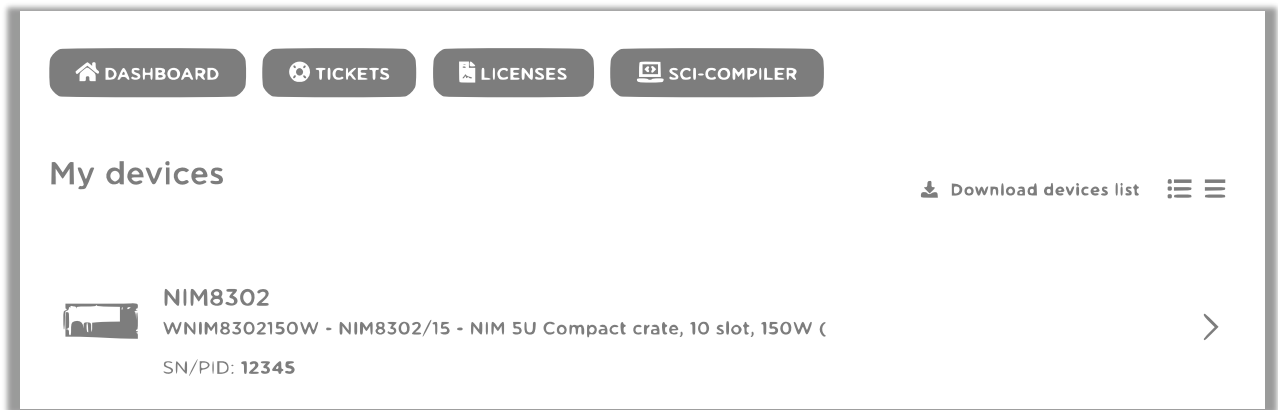 DASHBOARD TICKETS LICENSES SCI-COMPILER
My devices
Download devices list
NIM8302
WNIM8302150W - NIM8302/15 - NIM 5U Compact crate, 10 slot, 150W (
SN/PID: 12345